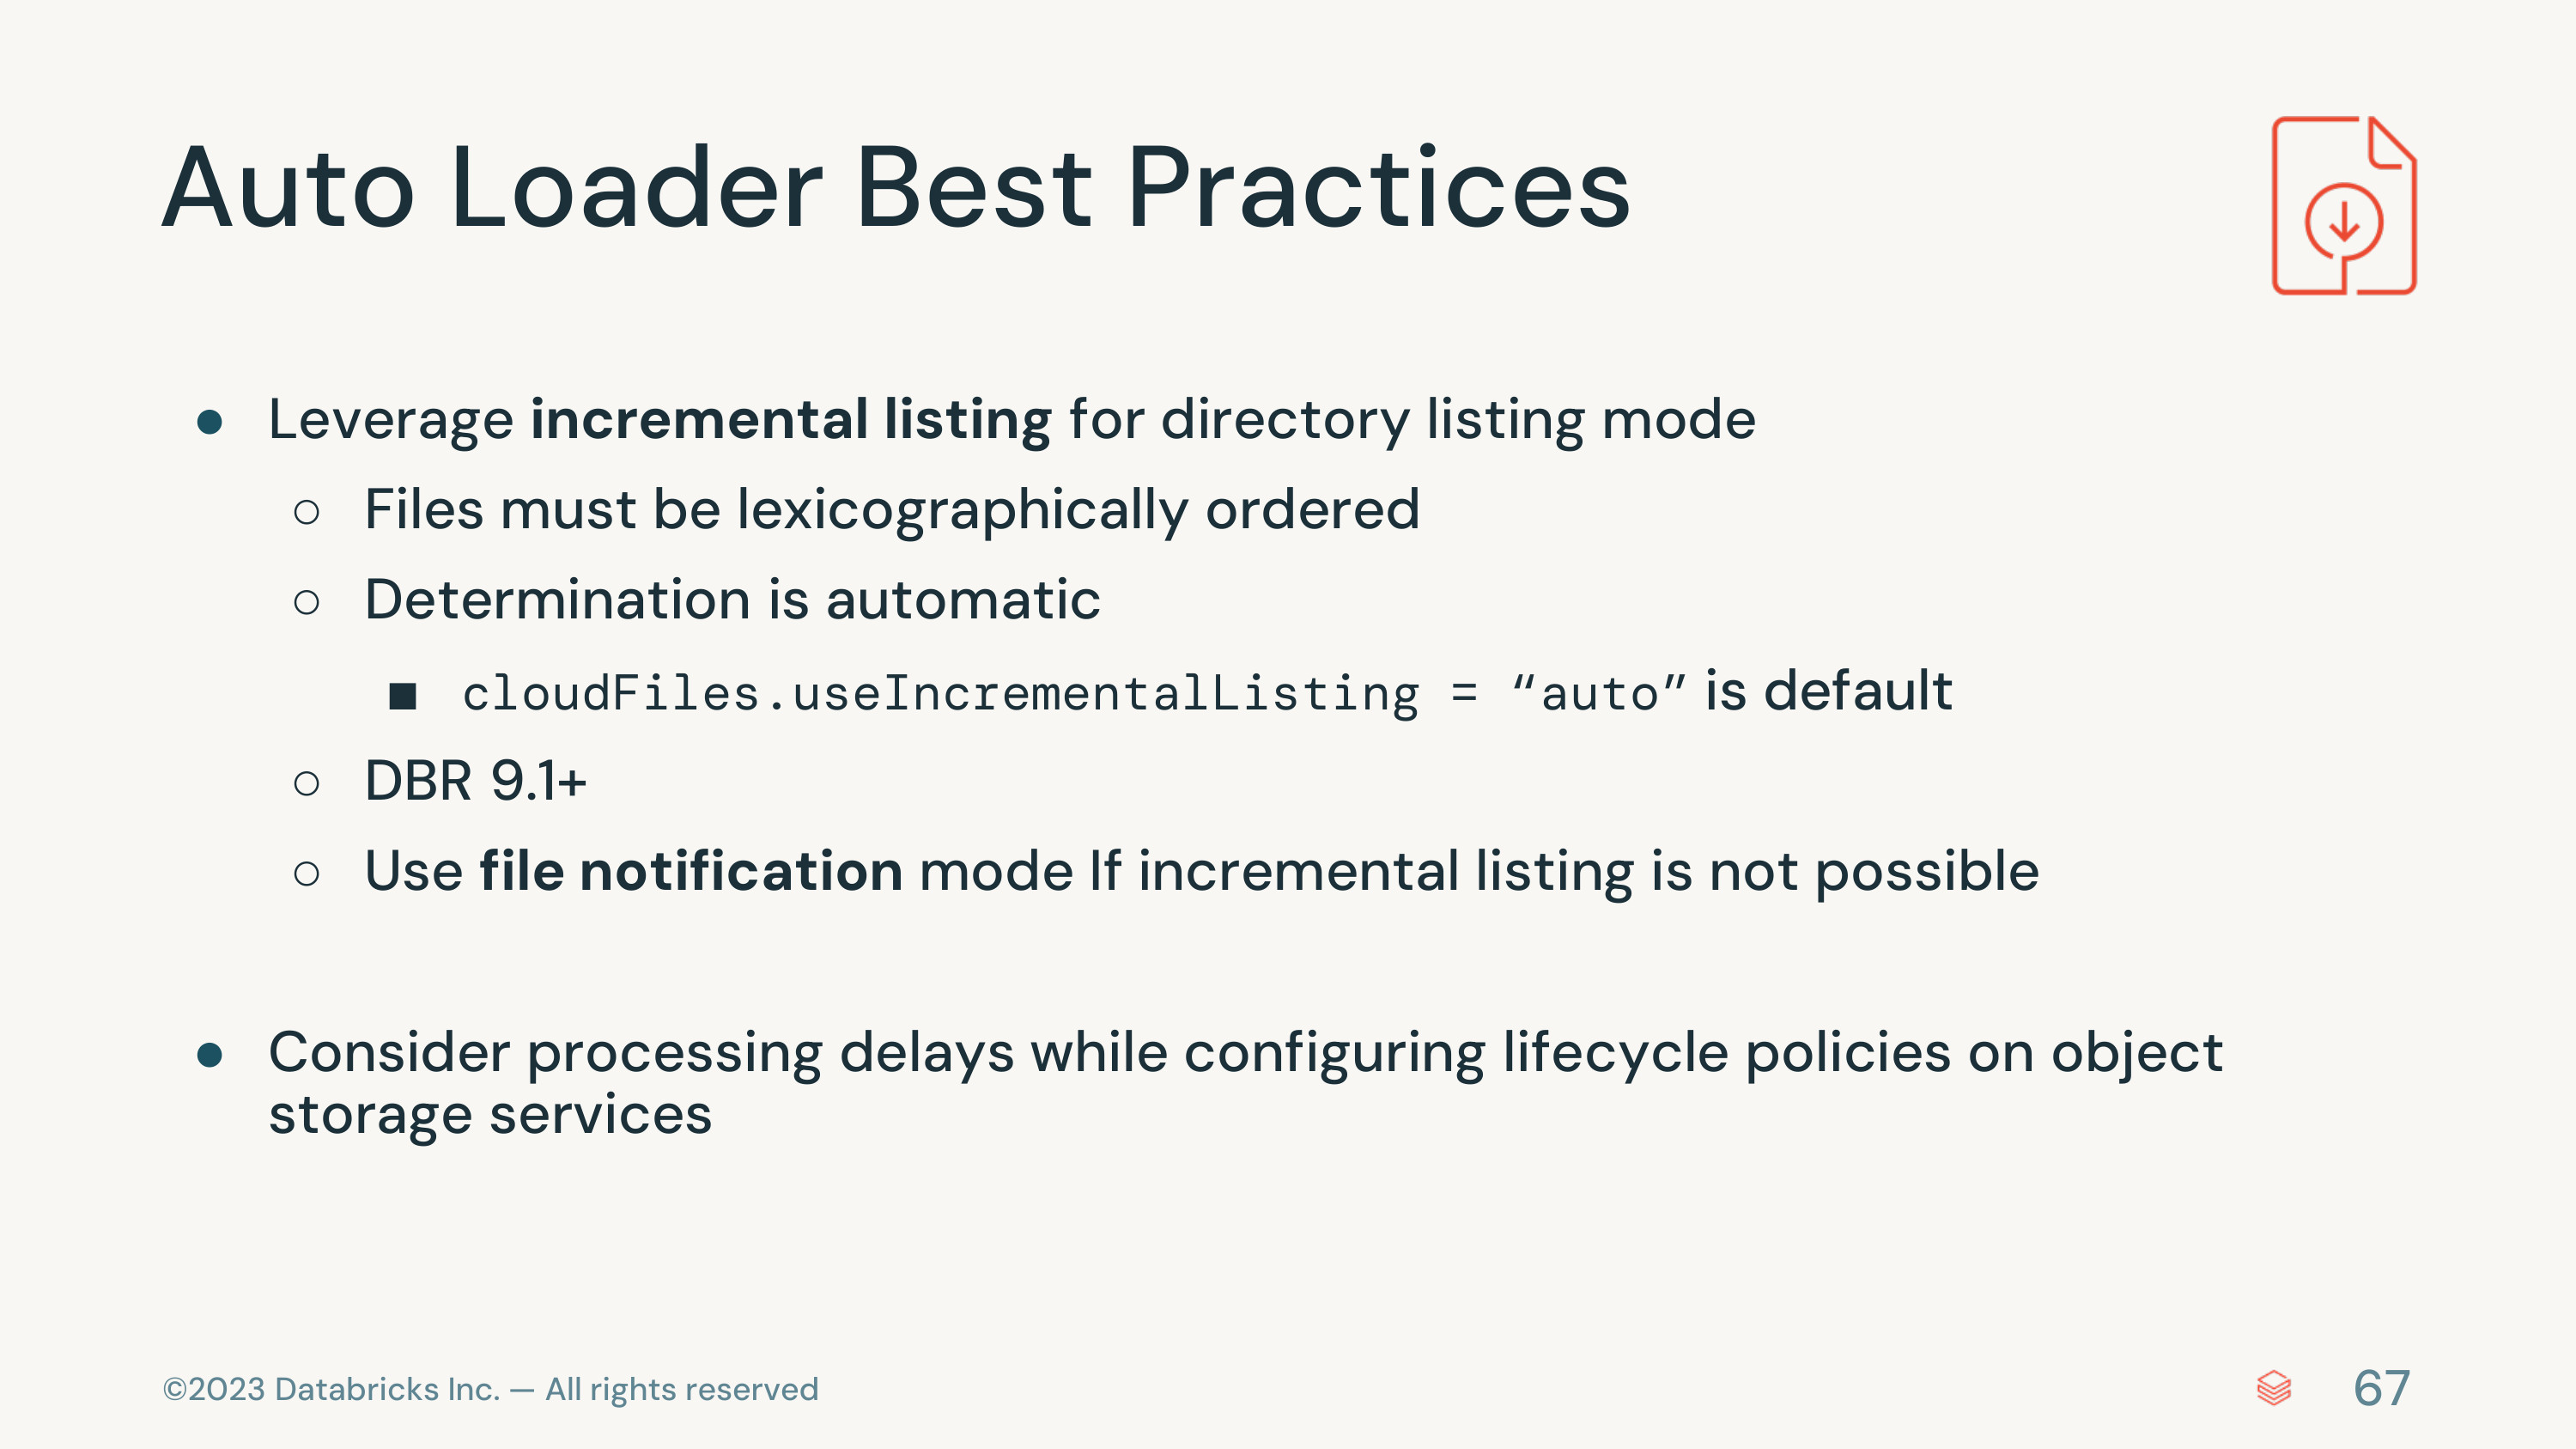 Auto Loader Best Practices
● Leverage incremental listing for directory listing mode
○ Files must be lexicographically ordered
○ Determination is automatic
■ cloudFiles.useIncrementalListing = “auto” is default
○ DBR 9.1+
○ Use file notification mode If incremental listing is not possible
● Consider processing delays while configuring lifecycle policies on object
storage services
©2023 Databricks Inc. — All rights reserved
67